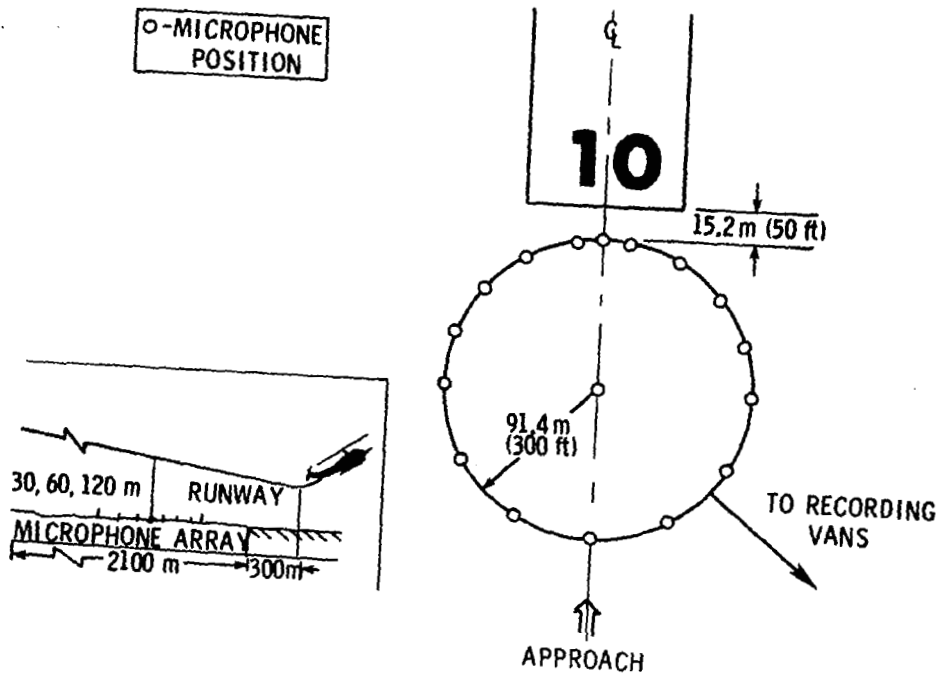 O-MICROPHONE
POSITION
℄
10
15.2 m (50 ft)
91.4 m
(300 ft)
30, 60, 120 m
RUNWAY
MICROPHONE ARRAY
2100 m
300m
TO RECORDING
VANS
APPROACH